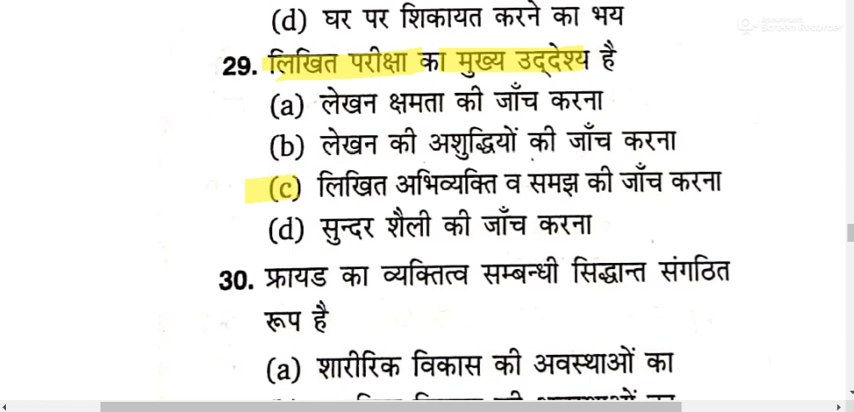 (d) घर पर शिकायत करने का भय
29. लिखित परीक्षा का मुख्य उद्देश्य है
(a) लेखन क्षमता की जाँच करना
(b) लेखन की अशुद्धियों की जाँच करना
(c) लिखित अभिव्यक्ति व समझ की जाँच करना
(d) सुन्दर शैली की जाँच करना
30. फ्रायड का व्यक्तित्व सम्बन्धी सिद्धान्त संगठित
रूप है
(a) शारीरिक विकास की अवस्थाओं का